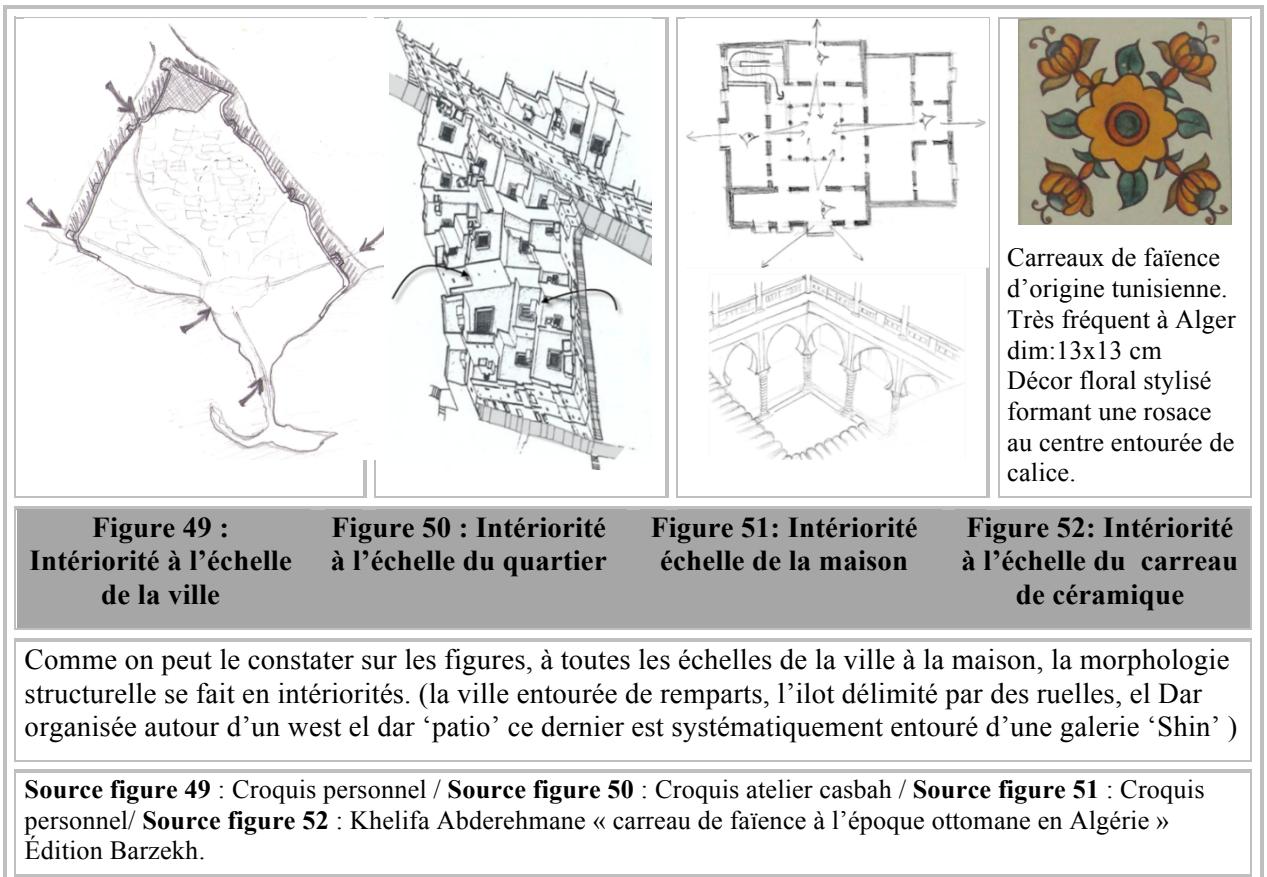 Carreaux de faïence
d’origine tunisienne.
Très fréquent à Alger
dim:13x13 cm
Décor floral stylisé
formant une rosace
au centre entourée de
calice.
Figure 49 :
Intériorité à l’échelle
de la ville
Figure 50 : Intériorité
à l’échelle du quartier
Figure 51: Intériorité
échelle de la maison
Figure 52: Intériorité
à l’échelle du carreau
de céramique
Comme on peut le constater sur les figures, à toutes les échelles de la ville à la maison, la morphologie
structurelle se fait en intériorités. (la ville entourée de remparts, l’ilot délimité par des ruelles, el Dar
organisée autour d’un west el dar ‘patio’ ce dernier est systématiquement entouré d’une galerie ‘Shin’ )
Source figure 49 : Croquis personnel / Source figure 50 : Croquis atelier casbah / Source figure 51 : Croquis
personnel/ Source figure 52 : Khelifa Abderehmane « carreau de faïence à l’époque ottomane en Algérie »
Édition Barzekh.